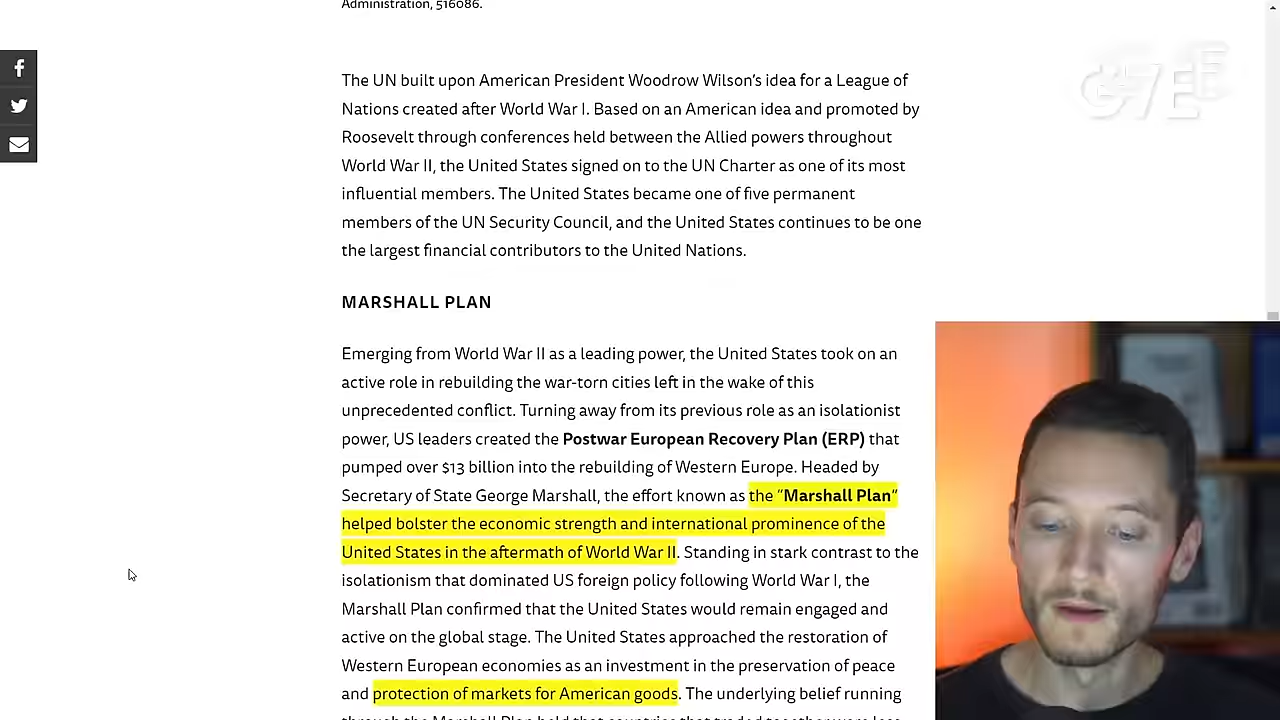 Administration, 516086.
The UN built upon American President Woodrow Wilson's idea for a League of
Nations created after World War I. Based on an American idea and promoted by
Roosevelt through conferences held between the Allied powers throughout
World War II, the United States signed on to the UN Charter as one of its most
influential members. The United States became one of five permanent
members of the UN Security Council, and the United States continues to be one
the largest financial contributors to the United Nations.
MARSHALL PLAN
Emerging from World War II as a leading power, the United States took on an
active role in rebuilding the war-torn cities left in the wake of this
unprecedented conflict. Turning away from its previous role as an isolationist
power, US leaders created the Postwar European Recovery Plan (ERP) that
pumped over $13 billion into the rebuilding of Western Europe. Headed by
Secretary of State George Marshall, the effort known as the “Marshall Plan”
helped bolster the economic strength and international prominence of the
United States in the aftermath of World War II. Standing in stark contrast to the
isolationism that dominated US foreign policy following World War I, the
Marshall Plan confirmed that the United States would remain engaged and
active on the global stage. The United States approached the restoration of
Western European economies as an investment in the preservation of peace
and protection of markets for American goods. The underlying belief running
through the Marshall Plan held that countries that traded together were less